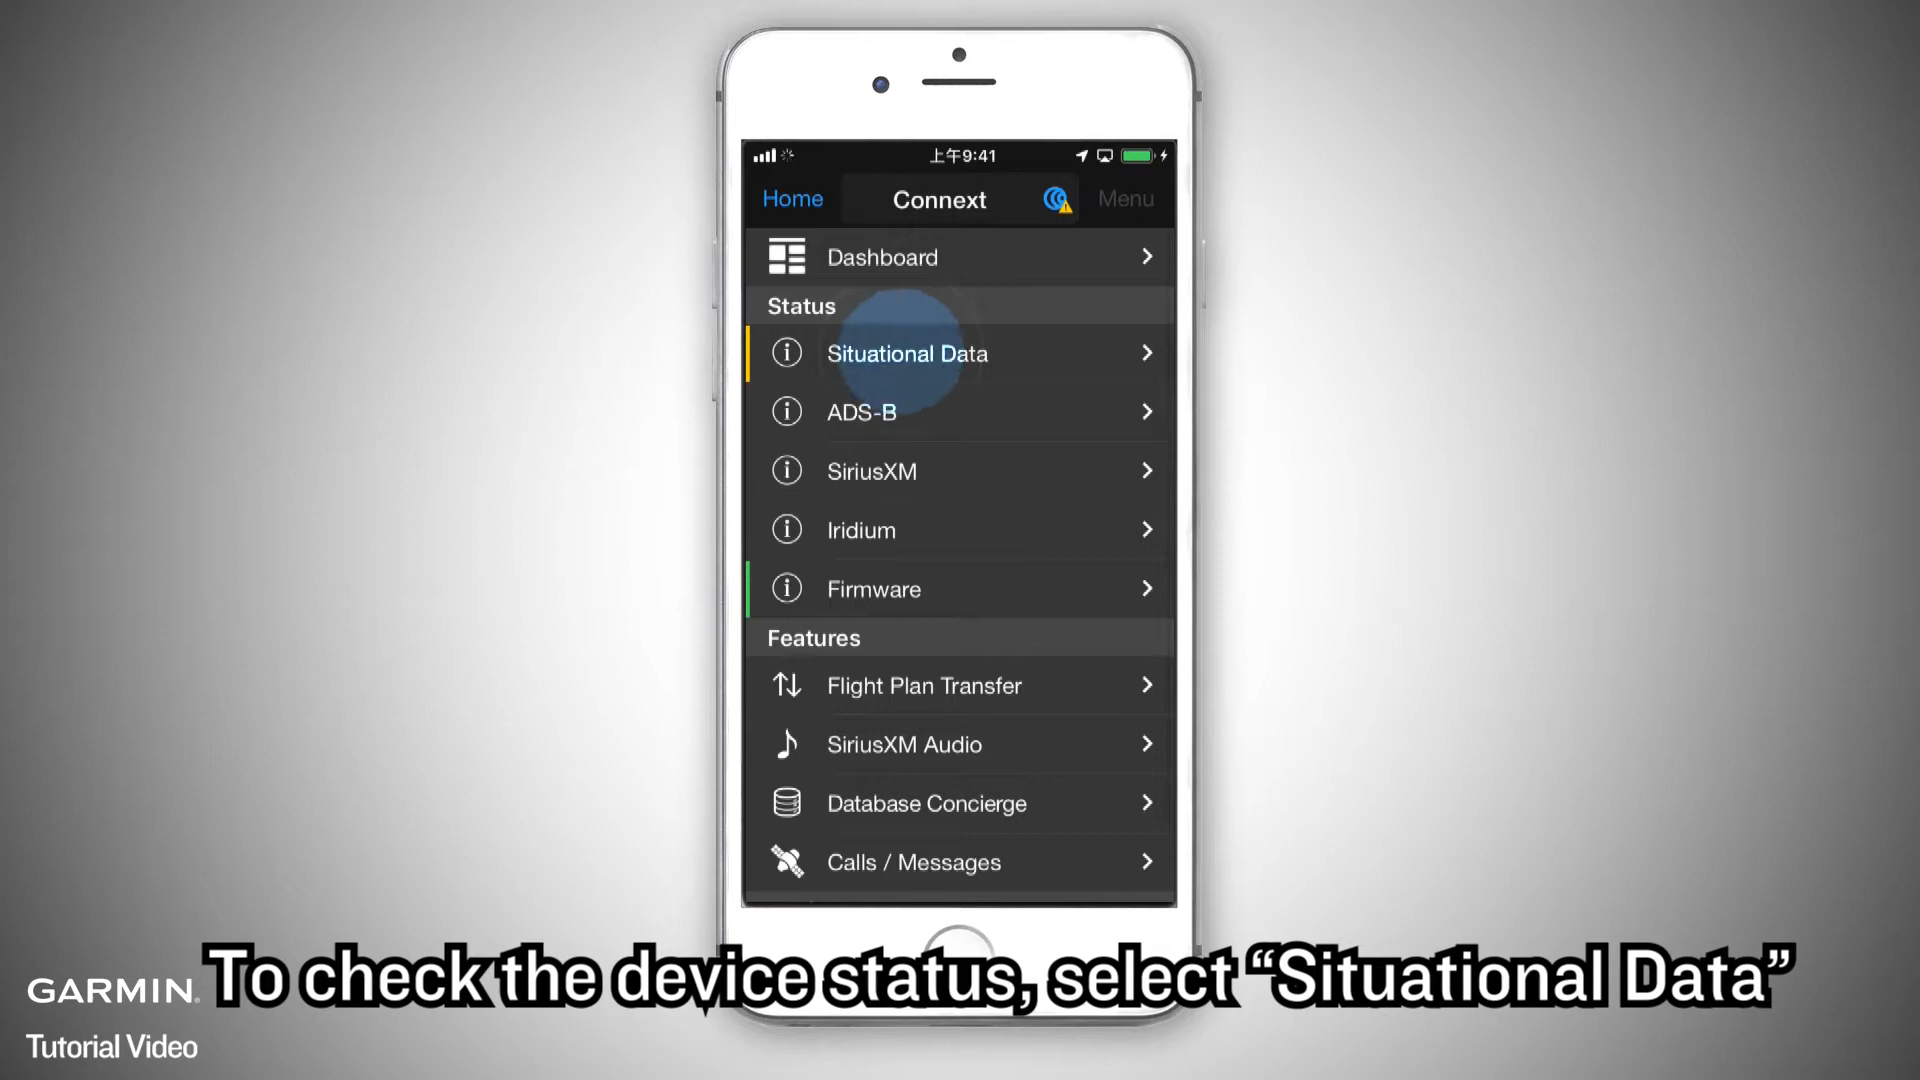 上午9:41
Home
Connext
Menu
Dashboard
Status
Situational Data
ADS-B
SiriusXM
Iridium
Firmware
Features
Flight Plan Transfer
SiriusXM Audio
Database Concierge
Calls / Messages
To check the device status, select “Situational Data”
GARMIN.
Tutorial Video